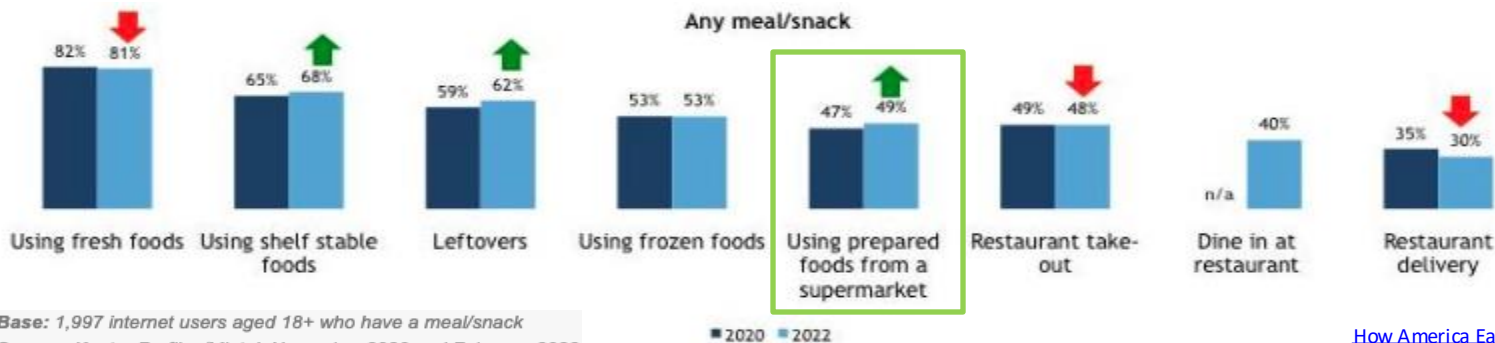 Any meal/snack
82% 81%
65% 68%
59% 62%
53% 53%
47% 49%
49% 48%
n/a 40%
35% 30%
Using fresh foods
Using shelf stable
foods
Leftovers
Using frozen foods
Using prepared
foods from a
supermarket
Restaurant take-
out
Dine in at
restaurant
Restaurant
delivery
Base: 1,997 internet users aged 18+ who have a meal/snack
2020 2022
How America Ea